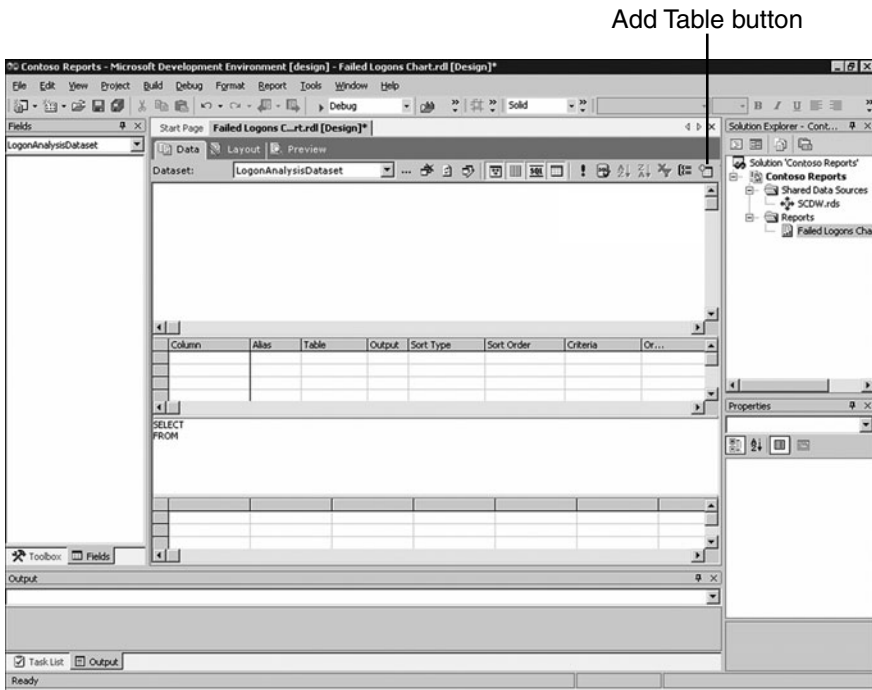 Add Table button
Contoso Reports - Microsoft Development Environment [design] - Failed Logons Chart.rdl [Design]*
File Edit View Project Build Debug Format Report Tools Window Help
Debug Solid B I U
Fields
Start Page Failed Logons C...rt.rdl [Design]*
Solution Explorer - Cont...
LogonAnalysisDataset
Data Layout Preview
Dataset: LogonAnalysisDataset ... SQL
Solution 'Contoso Reports'
Contoso Reports
Shared Data Sources
SCDW.rds
Reports
Failed Logons Cha
Column Alias Table Output Sort Type Sort Order Criteria Or...
Properties
SELECT
FROM
Toolbox Fields
Output
Task List Output
Ready